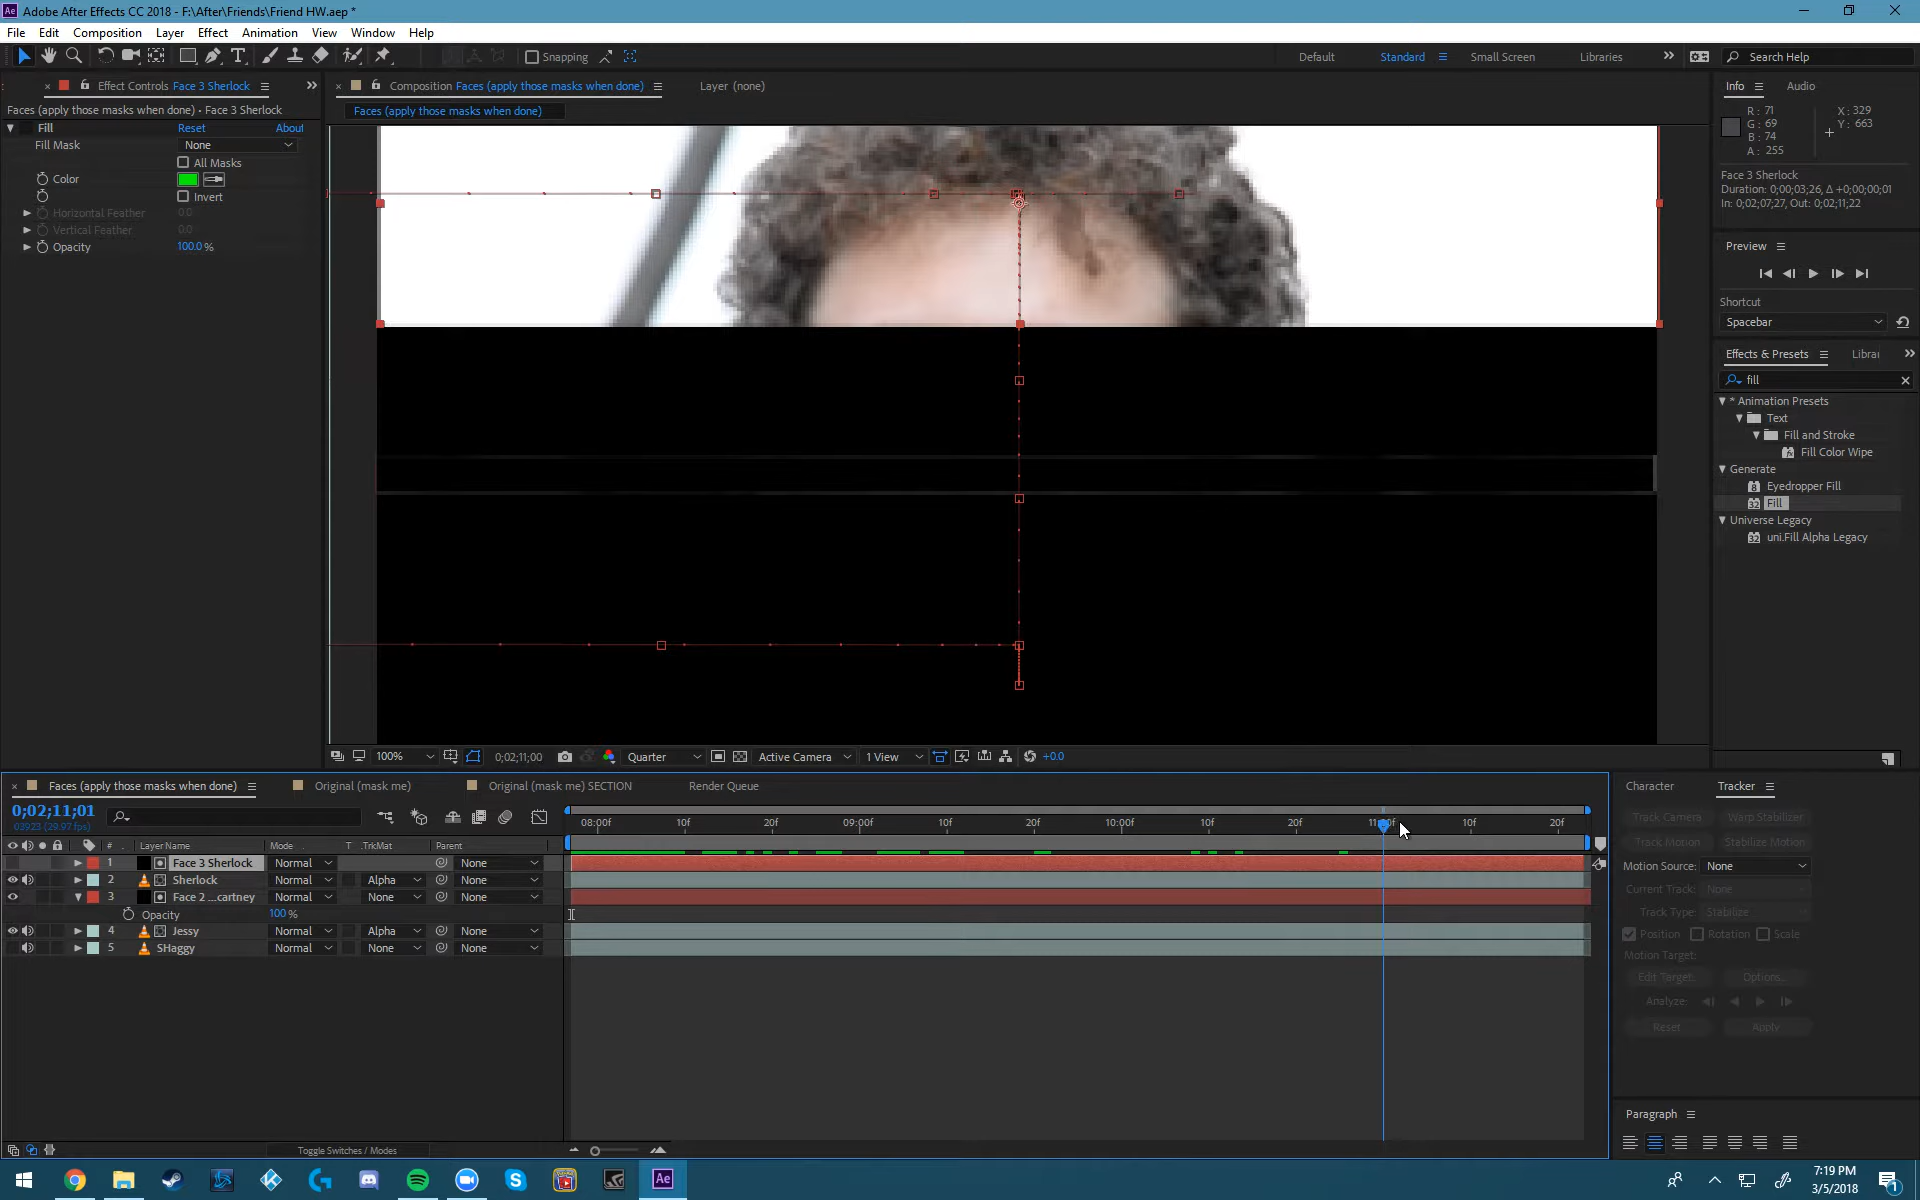 Adobe After Effects CC 2018 - F:\After\Friends\Friend HW.aep *
File Edit Composition Layer Effect Animation View Window Help
Snapping
Default Standard Small Screen Libraries Search Help
Effect Controls Face 3 Sherlock
Composition Faces (apply those masks when done)
Layer (none)
Info Audio
Faces (apply those masks when done) • Face 3 Sherlock
Faces (apply those masks when done)
Fill Reset About
Fill Mask None
All Masks
Color
Invert
Horizontal Feather 0.0
Vertical Feather 0.0
Opacity 100.0 %
R : 71
G : 69
B : 74
A : 255
X : 329
Y : 663
Face 3 Sherlock
Duration: 0;00;03;26, Δ +0;00;00;01
In: 0;02;07;27, Out: 0;02;11;22
Preview
Shortcut
Spacebar
Effects & Presets Librai
fill
* Animation Presets
Text
Fill and Stroke
Fill Color Wipe
Generate
Eyedropper Fill
Fill
Universe Legacy
uni.Fill Alpha Legacy
100% 0;02;11;00 Quarter Active Camera 1 View +0.0
Faces (apply those masks when done) Original (mask me) Original (mask me) SECTION Render Queue
0;02;11;01
03923 (29.97 fps)
08:00f 10f 20f 09:00f 10f 20f 10:00f 10f 20f 10f 20f
# Layer Name Mode T .TrkMat Parent
1 Face 3 Sherlock Normal None
2 Sherlock Normal Alpha None
3 Face 2 ...cartney Normal None None
Opacity 100 %
4 Jessy Normal Alpha None
5 SHaggy Normal None None
Toggle Switches / Modes
Character Tracker
Track Camera Warp Stabilizer
Track Motion Stabilize Motion
Motion Source: None
Current Track: None
Track Type: Stabilize
Position Rotation Scale
Motion Target:
Edit Target... Options...
Analyze:
Reset Apply
Paragraph
Ae
7:19 PM
3/5/2018
1